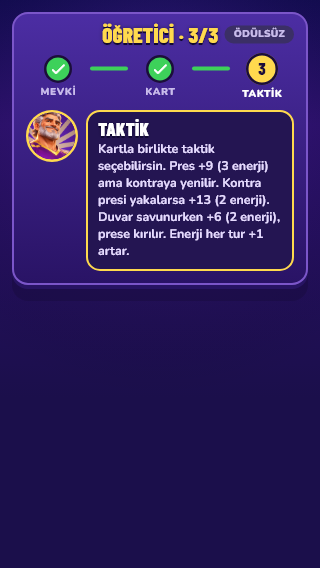 ÖĞRETİCİ · 3/3 ÖDÜLSÜZ
3
MEVKİ KART TAKTİK
TAKTİK
Kartla birlikte taktik
seçebilirsin. Pres +9 (3 enerji)
ama kontraya yenilir. Kontra
presi yakalarsa +13 (2 enerji).
Duvar savunurken +6 (2 enerji),
prese kırılır. Enerji her tur +1
artar.